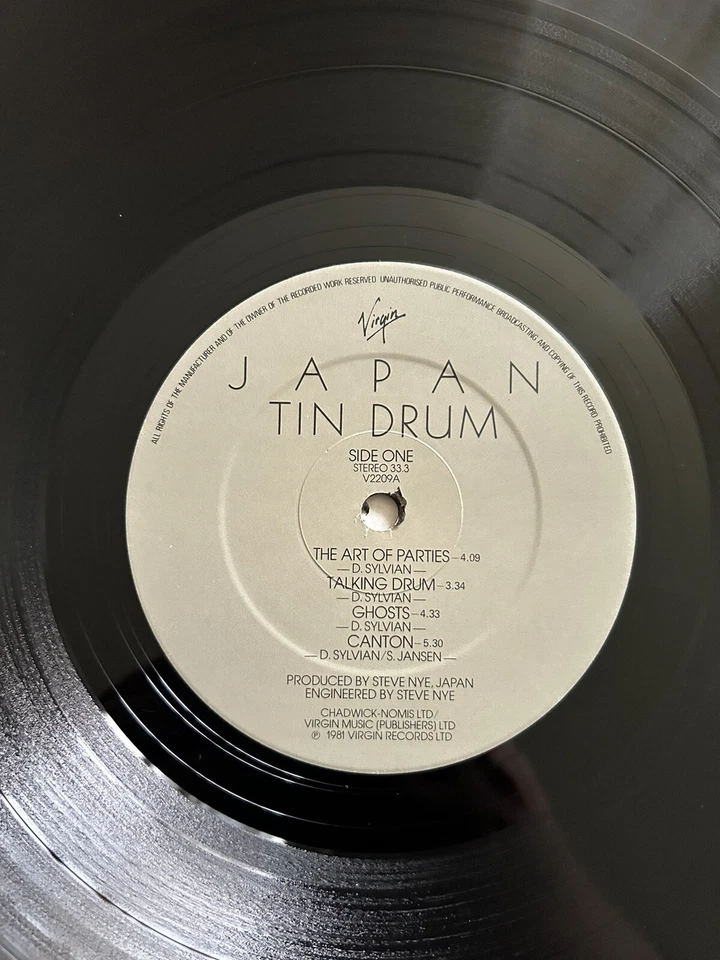 ALL RIGHTS OF THE MANUFACTURER AND OF THE OWNER OF THE RECORDED WORK RESERVED UNAUTHORISED PUBLIC PERFORMANCE BROADCASTING AND COPYING OF THIS RECORD PROHIBITED
Virgin
JAPAN
TIN DRUM
SIDE ONE
STEREO 33.3
V2209A
THE ART OF PARTIES—4.09
— D. SYLVIAN —
TALKING DRUM—3.34
— D. SYLVIAN —
GHOSTS—4.33
— D. SYLVIAN —
CANTON—5.30
— D. SYLVIAN/S. JANSEN —
PRODUCED BY STEVE NYE, JAPAN
ENGINEERED BY STEVE NYE
CHADWICK-NOMIS LTD/
VIRGIN MUSIC (PUBLISHERS) LTD
℗ 1981 VIRGIN RECORDS LTD